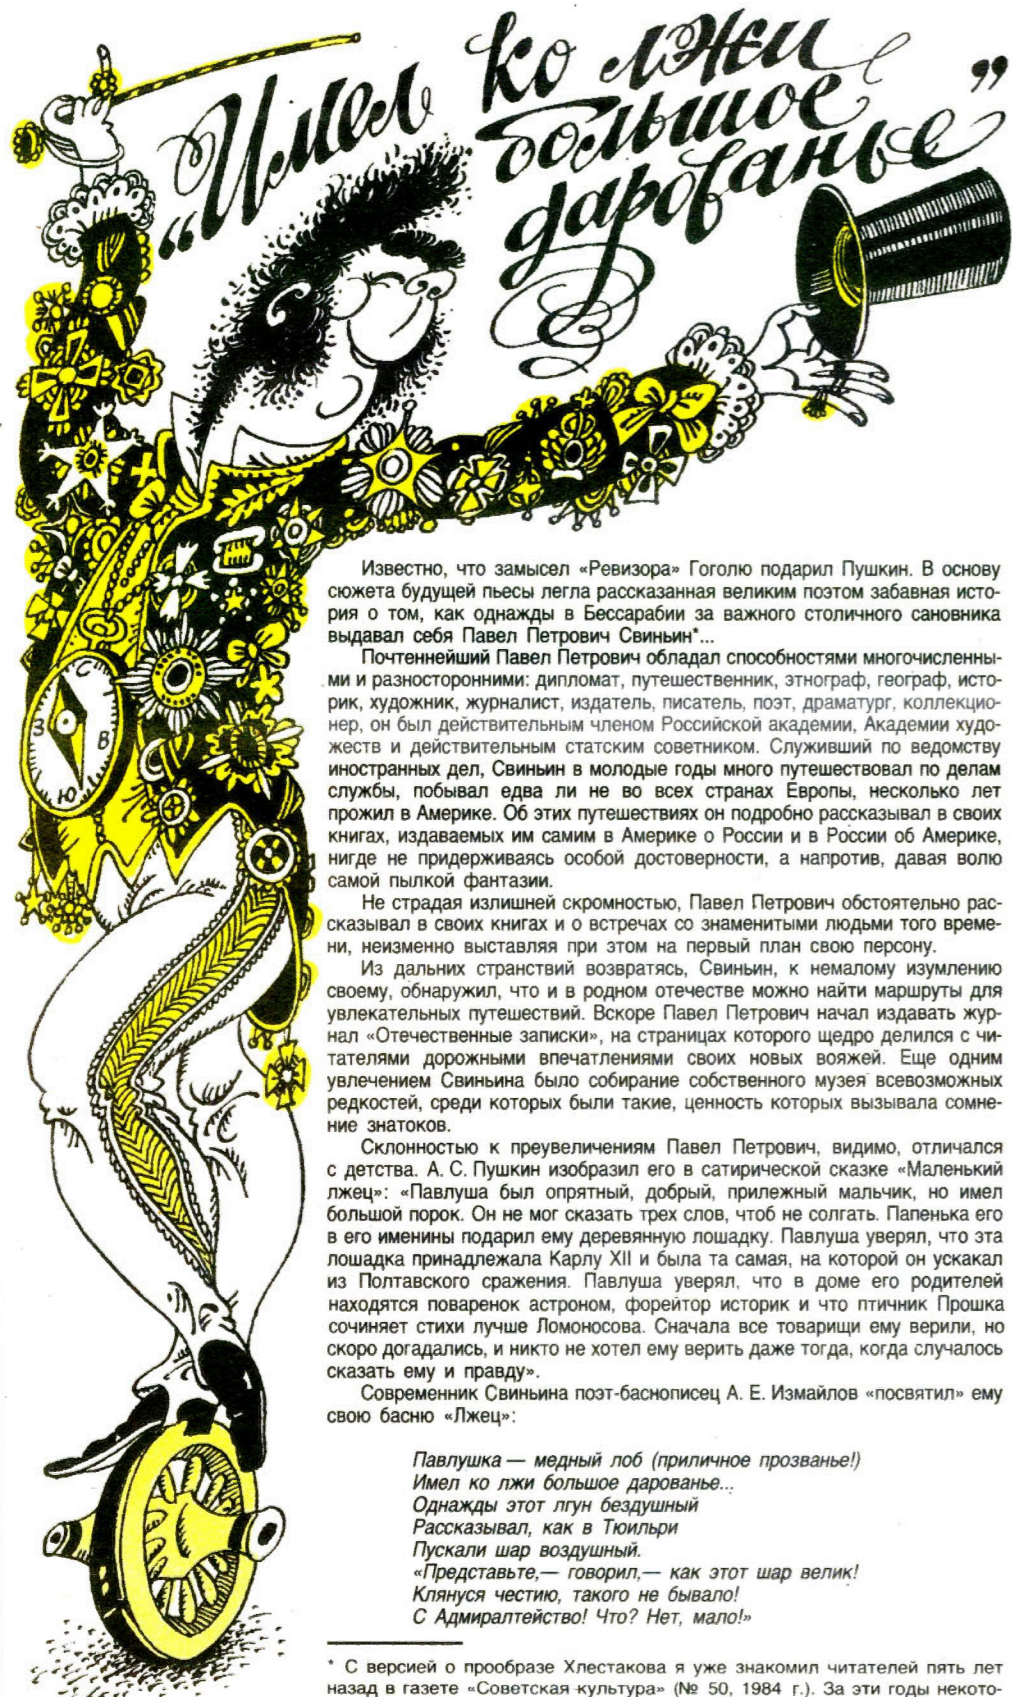 „Имел ко лжи
большое
дарованье”
Известно, что замысел «Ревизора» Гоголю подарил Пушкин. В основу
сюжета будущей пьесы легла рассказанная великим поэтом забавная исто-
рия о том, как однажды в Бессарабии за важного столичного сановника
выдавал себя Павел Петрович Свиньин*...
Почтеннейший Павел Петрович обладал способностями многочисленны-
ми и разносторонними: дипломат, путешественник, этнограф, географ, исто-
рик, художник, журналист, издатель, писатель, поэт, драматург, коллекцио-
нер, он был действительным членом Российской академии, Академии худо-
жеств и действительным статским советником. Служивший по ведомству
иностранных дел, Свиньин в молодые годы много путешествовал по делам
службы, побывал едва ли не во всех странах Европы, несколько лет
прожил в Америке. Об этих путешествиях он подробно рассказывал в своих
книгах, издаваемых им самим в Америке о России и в России об Америке,
нигде не придерживаясь особой достоверности, а напротив, давая волю
самой пылкой фантазии.
Не страдая излишней скромностью, Павел Петрович обстоятельно рас-
сказывал в своих книгах и о встречах со знаменитыми людьми того време-
ни, неизменно выставляя при этом на первый план свою персону.
Из дальних странствий возвратясь, Свиньин, к немалому изумлению
своему, обнаружил, что и в родном отечестве можно найти маршруты для
увлекательных путешествий. Вскоре Павел Петрович начал издавать жур-
нал «Отечественные записки», на страницах которого щедро делился с чи-
тателями дорожными впечатлениями своих новых вояжей. Еще одним
увлечением Свиньина было собирание собственного музея всевозможных
редкостей, среди которых были такие, ценность которых вызывала сомне-
ние знатоков.
Склонностью к преувеличениям Павел Петрович, видимо, отличался
с детства. А. С. Пушкин изобразил его в сатирической сказке «Маленький
лжец»: «Павлуша был опрятный, добрый, прилежный мальчик, но имел
большой порок. Он не мог сказать трех слов, чтоб не солгать. Папенька его
в его именины подарил ему деревянную лошадку. Павлуша уверял, что эта
лошадка принадлежала Карлу XII и была та самая, на которой он ускакал
из Полтавского сражения. Павлуша уверял, что в доме его родителей
находятся поваренок астроном, форейтор историк и что птичник Прошка
сочиняет стихи лучше Ломоносова. Сначала все товарищи ему верили, но
скоро догадались, и никто не хотел ему верить даже тогда, когда случалось
сказать ему и правду».
Современник Свиньина поэт-баснописец А. Е. Измайлов «посвятил» ему
свою басню «Лжец»:
Павлушка — медный лоб (приличное прозванье!)
Имел ко лжи большое дарованье...
Однажды этот лгун бездушный
Рассказывал, как в Тюильри
Пускали шар воздушный.
«Представьте,— говорил,— как этот шар велик!
Клянуся честию, такого не бывало!
С Адмиралтейство! Что? Нет, мало!»
* С версией о прообразе Хлестакова я уже знакомил читателей пять лет
назад в газете «Советская культура» (№ 50, 1984 г.). За эти годы некото-
С
З
В
Ю